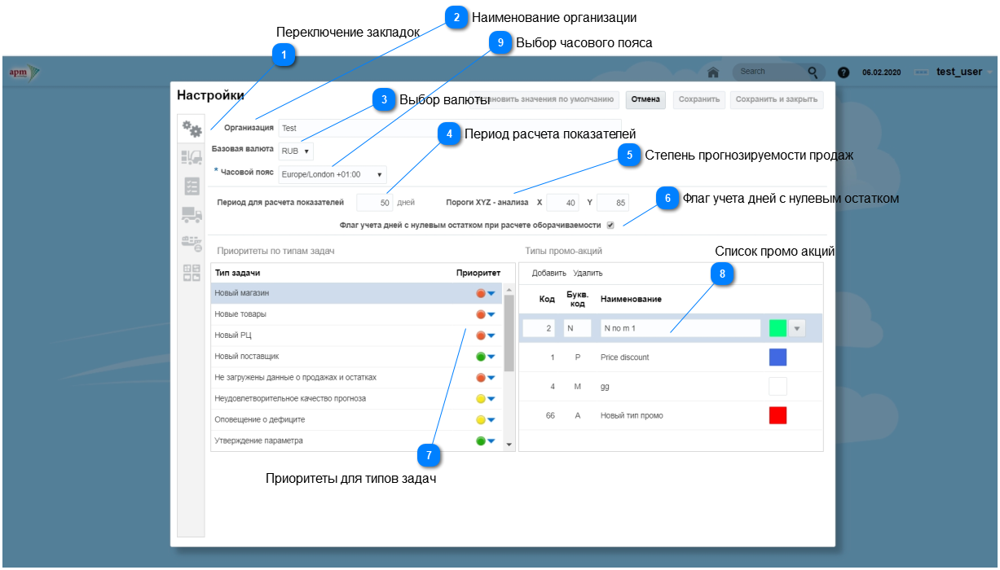 2 Наименование организации
Переключение закладок
9 Выбор часового пояса
1
apm
Search
06.02.2020
test_user
Настройки
3 Выбор валюты
становить значения по умолчанию
Отмена
Сохранить
Сохранить и закрыть
Организация Test
4 Период расчета показателей
Базовая валюта RUB
5 Степень прогнозируемости продаж
* Часовой пояс Europe/London +01:00
Период для расчета показателей 50 дней Пороги XYZ - анализа X 40 Y 85
6 Флаг учета дней с нулевым остатком
Флаг учета дней с нулевым остатком при расчете оборачиваемости
Приоритеты по типам задач
Типы промо-акций
Список промо акций
8
Тип задачи Приоритет
Добавить Удалить
Новый магазин
Новые товары
Новый РЦ
Новый поставщик
Не загружены данные о продажах и остатках
Неудовлетворительное качество прогноза
Оповещение о дефиците
Утверждение параметра
Код Букв. код Наименование
2 N N no m 1
1 P Price discount
4 M gg
66 A Новый тип промо
7
Приоритеты для типов задач